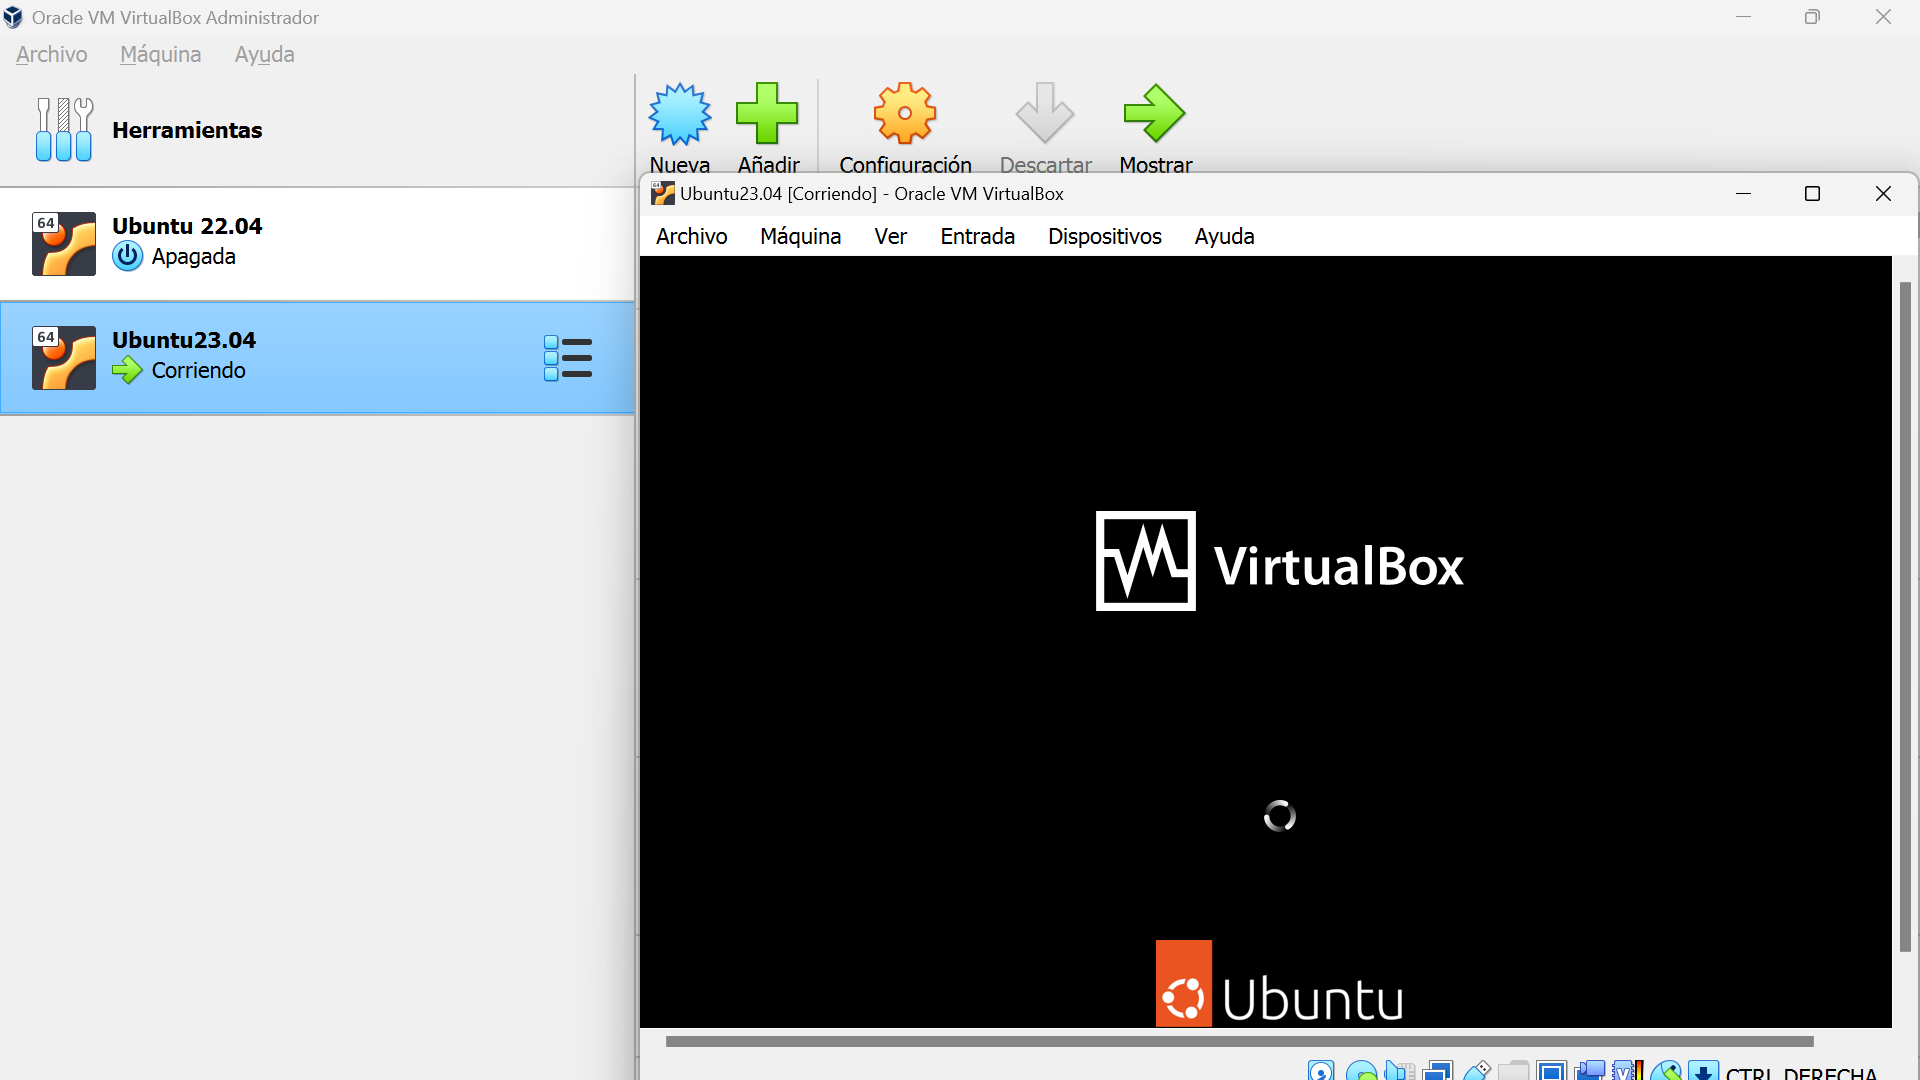 Oracle VM VirtualBox Administrador
Archivo Máquina Ayuda
Herramientas
Nueva Añadir Configuración Descartar Mostrar
64 Ubuntu 22.04
Apagada
64 Ubuntu23.04
Corriendo
64 Ubuntu23.04 [Corriendo] - Oracle VM VirtualBox
Archivo Máquina Ver Entrada Dispositivos Ayuda
VirtualBox
Ubuntu
CTRL DERECHA